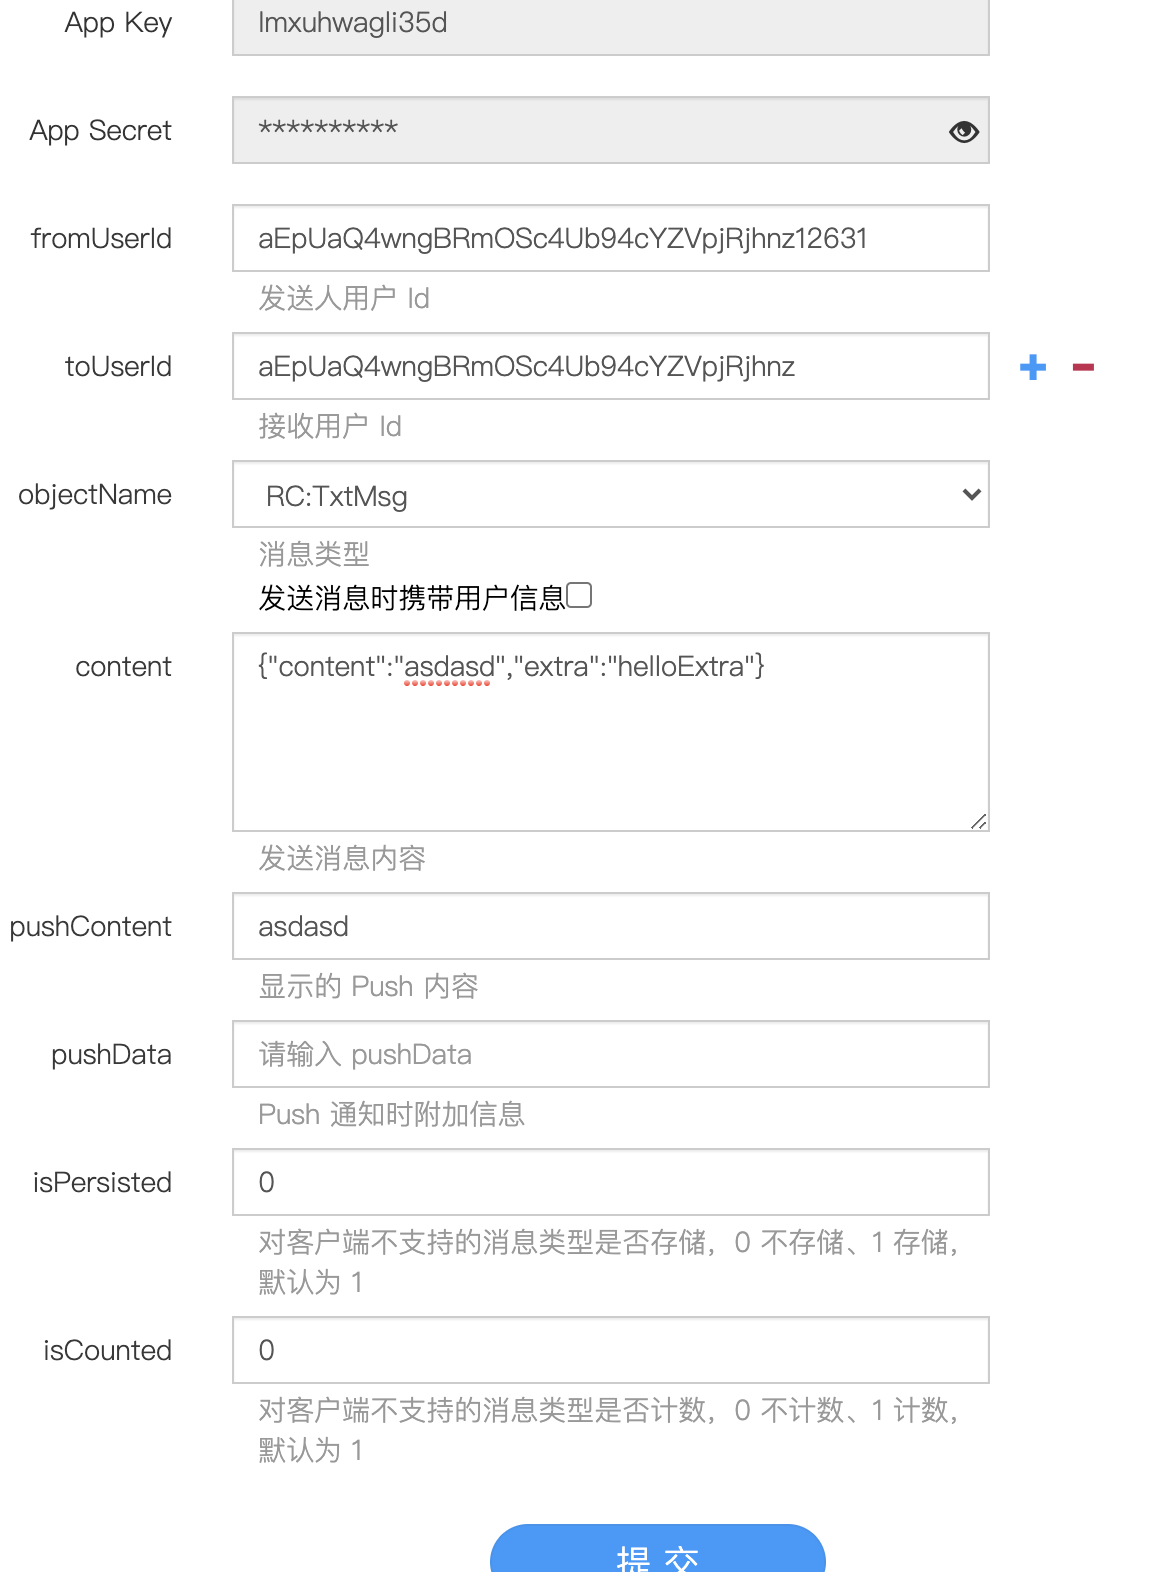 App Key lmxuhwagli35d
App Secret **********
fromUserId aEpUaQ4wngBRmOSc4Ub94cYZVpjRjhnz12631
发送人用户 Id
toUserId aEpUaQ4wngBRmOSc4Ub94cYZVpjRjhnz
接收用户 Id
objectName RC:TxtMsg
消息类型
发送消息时携带用户信息
content {"content":"asdasd","extra":"helloExtra"}
发送消息内容
pushContent asdasd
显示的 Push 内容
pushData 请输入 pushData
Push 通知时附加信息
isPersisted 0
对客户端不支持的消息类型是否存储，0 不存储、1 存储，
默认为 1
isCounted 0
对客户端不支持的消息类型是否计数，0 不计数、1 计数，
默认为 1
提 交